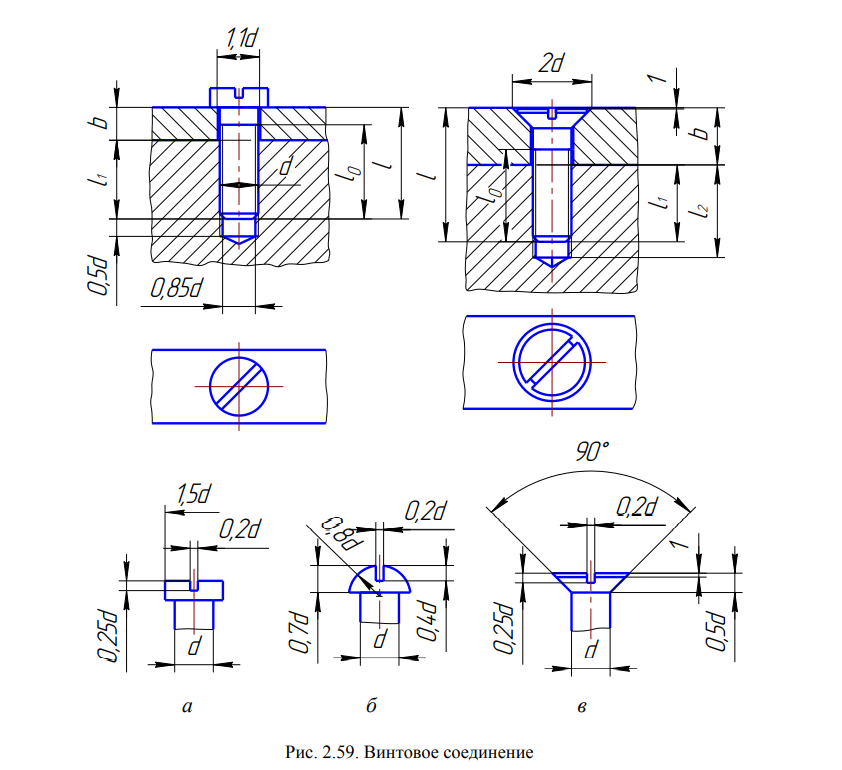 1,1d
b
l₁
0,5d
0,85d
d
l₀
l
2d
1
b
l
l₀
l₁
l₂
1,5d
0,2d
0,25d
d
0,8d
0,2d
0,7d
0,4d
d
90°
0,2d
1
0,25d
0,5d
d
а
б
в
Рис. 2.59. Винтовое соединение